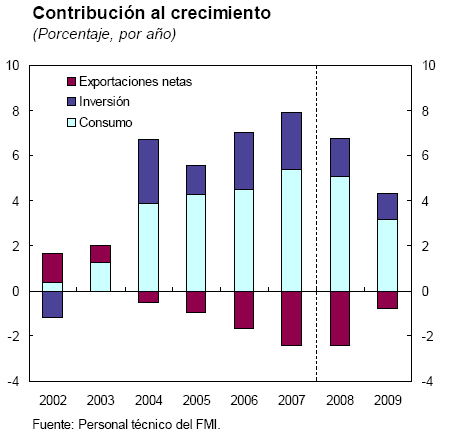 Contribución al crecimiento
(Porcentaje, por año)
10 10
Exportaciones netas
8 Inversión 8
Consumo
6 6
4 4
2 2
0 0
-2 -2
-4 -4
2002 2003 2004 2005 2006 2007 2008 2009
Fuente: Personal técnico del FMI.